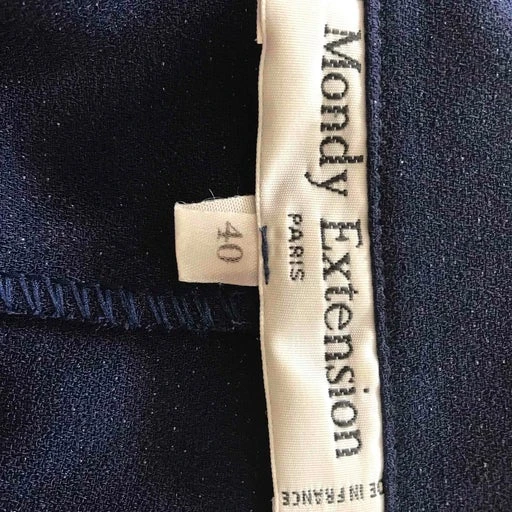 Mondy Extension
PARIS
DE IN FRANCE
40